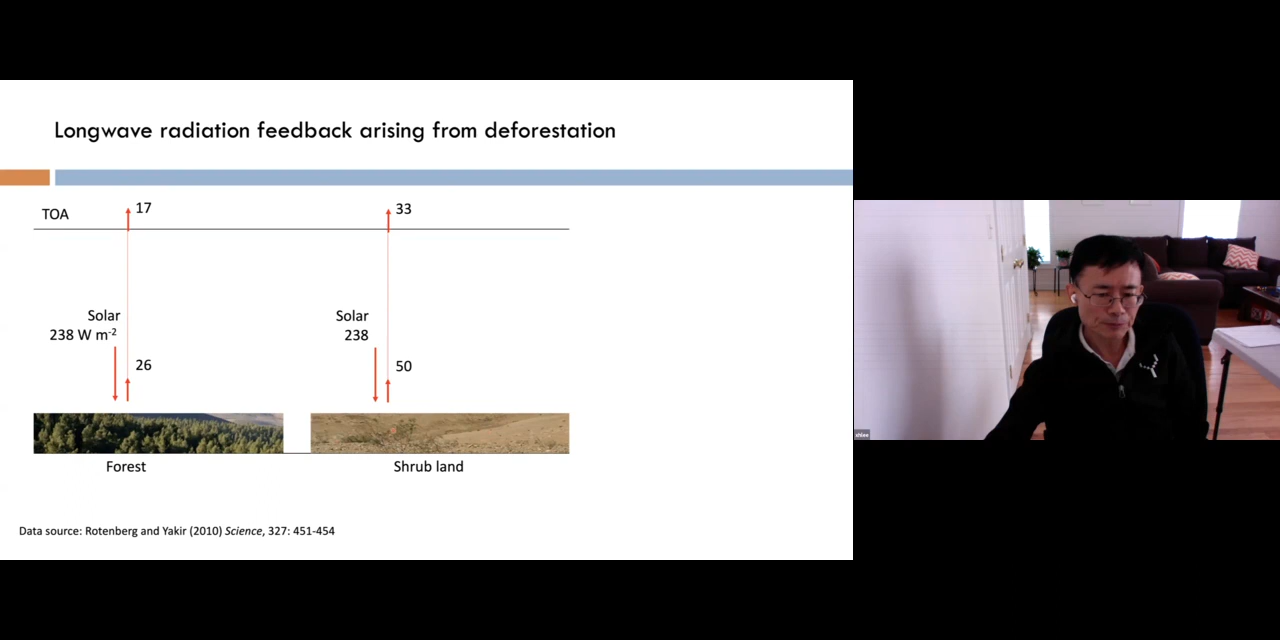 Longwave radiation feedback arising from deforestation
TOA
17
33
Solar
238 W m⁻²
Solar
238
26
50
Forest
Shrub land
Data source: Rotenberg and Yakir (2010) Science, 327: 451-454